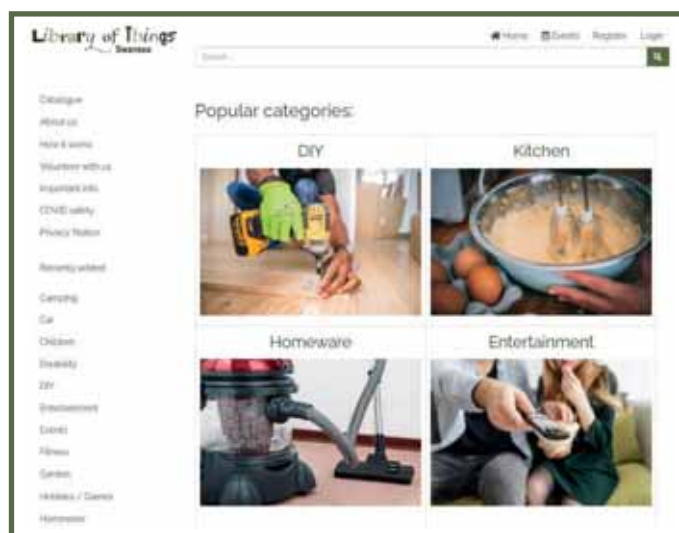 Library of Things
Swansea
Home Events Register Login
Search...
Catalogue
About us
How it works
Volunteer with us
Important info
COVID safety
Privacy Notice
Recently added
Camping
Car
Children
Disability
DIY
Entertainment
Events
Fitness
Garden
Hobbies / Games
Homeware
Popular categories:
DIY
Kitchen
Homeware
Entertainment